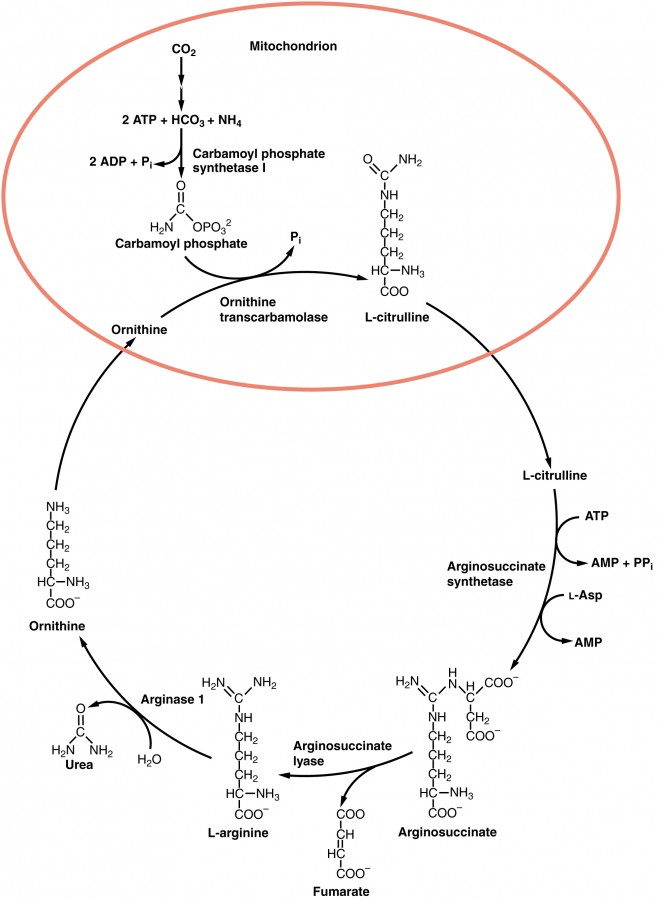 CO2
Mitochondrion
2 ATP + HCO3 + NH4
2 ADP + Pi
Carbamoyl phosphate
synthetase I
O
C
H2N
OPO3 2
Carbamoyl phosphate
Pi
Ornithine
transcarbamolase
Ornithine
O
NH2
C
NH
CH2
CH2
CH2
HC—NH3
COO
L-citrulline
L-citrulline
ATP
AMP + PPi
Arginosuccinate
synthetase
L-Asp
AMP
NH3
CH2
CH2
CH2
HC—NH3
COO−
Ornithine
Arginase 1
O
C
H2N
NH2
Urea
H2O
H2N
NH2
C
NH
CH2
CH2
CH2
HC—NH3
COO−
L-arginine
Arginosuccinate
lyase
H2N
C
H
N
H
C
COO−
CH2
COO−
NH
CH2
CH2
CH2
HC—NH3
COO−
Arginosuccinate
COO
CH
HC
COO−
Fumarate